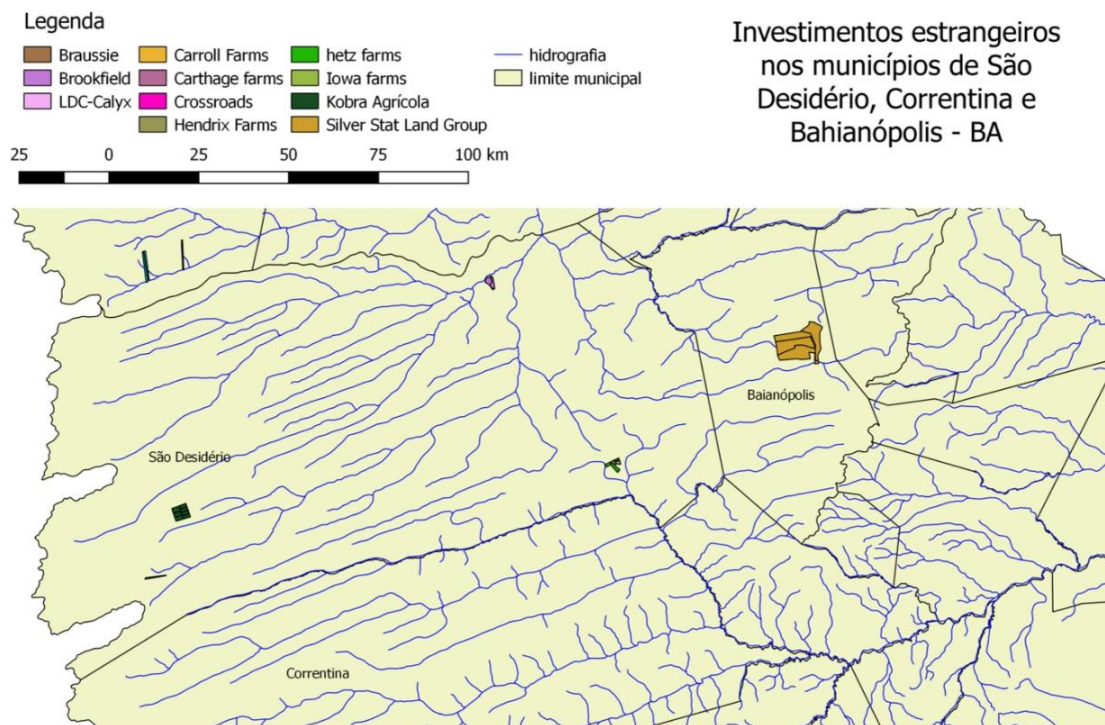 Legenda
Braussie
Brookfield
LDC-Calyx
Carroll Farms
Carthage farms
Crossroads
Hendrix Farms
hetz farms
Iowa farms
Kobra Agrícola
Silver Stat Land Group
hidrografia
limite municipal
25 0 25 50 75 100 km
Investimentos estrangeiros
nos municípios de São
Desidério, Correntina e
Bahianópolis - BA
Baianópolis
São Desidério
Correntina